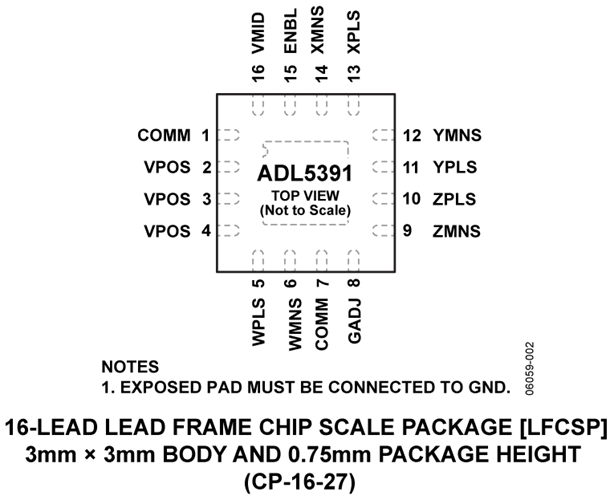 16 VMID
15 ENBL
14 XMNS
13 XPLS
COMM 1
VPOS 2
VPOS 3
VPOS 4
ADL5391
TOP VIEW
(Not to Scale)
12 YMNS
11 YPLS
10 ZPLS
9 ZMNS
WPLS 5
WMNS 6
COMM 7
GADJ 8
NOTES
1. EXPOSED PAD MUST BE CONNECTED TO GND.
06059-002
16-LEAD LEAD FRAME CHIP SCALE PACKAGE [LFCSP]
3mm × 3mm BODY AND 0.75mm PACKAGE HEIGHT
(CP-16-27)